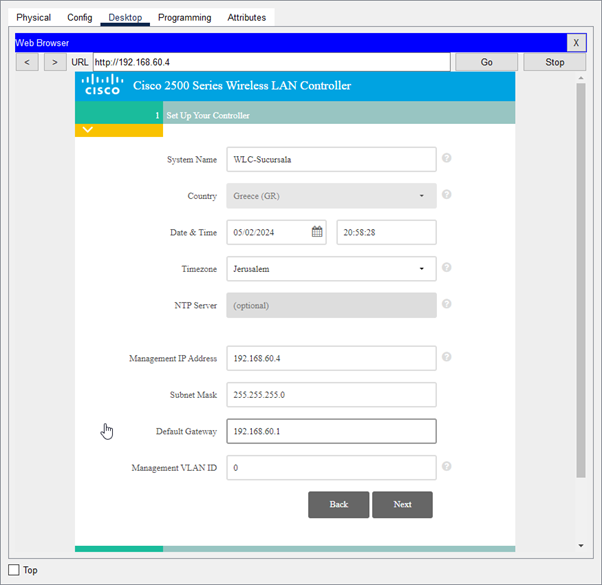 Physical Config Desktop Programming Attributes
Web Browser X
< > URL http://192.168.60.4 Go Stop
CISCO Cisco 2500 Series Wireless LAN Controller
1 Set Up Your Controller
System Name WLC-Sucursala ?
Country Greece (GR) ?
Date & Time 05/02/2024 20:58:28
Timezone Jerusalem ?
NTP Server (optional) ?
Management IP Address 192.168.60.4 ?
Subnet Mask 255.255.255.0
Default Gateway 192.168.60.1
Management VLAN ID 0 ?
Back Next
Top